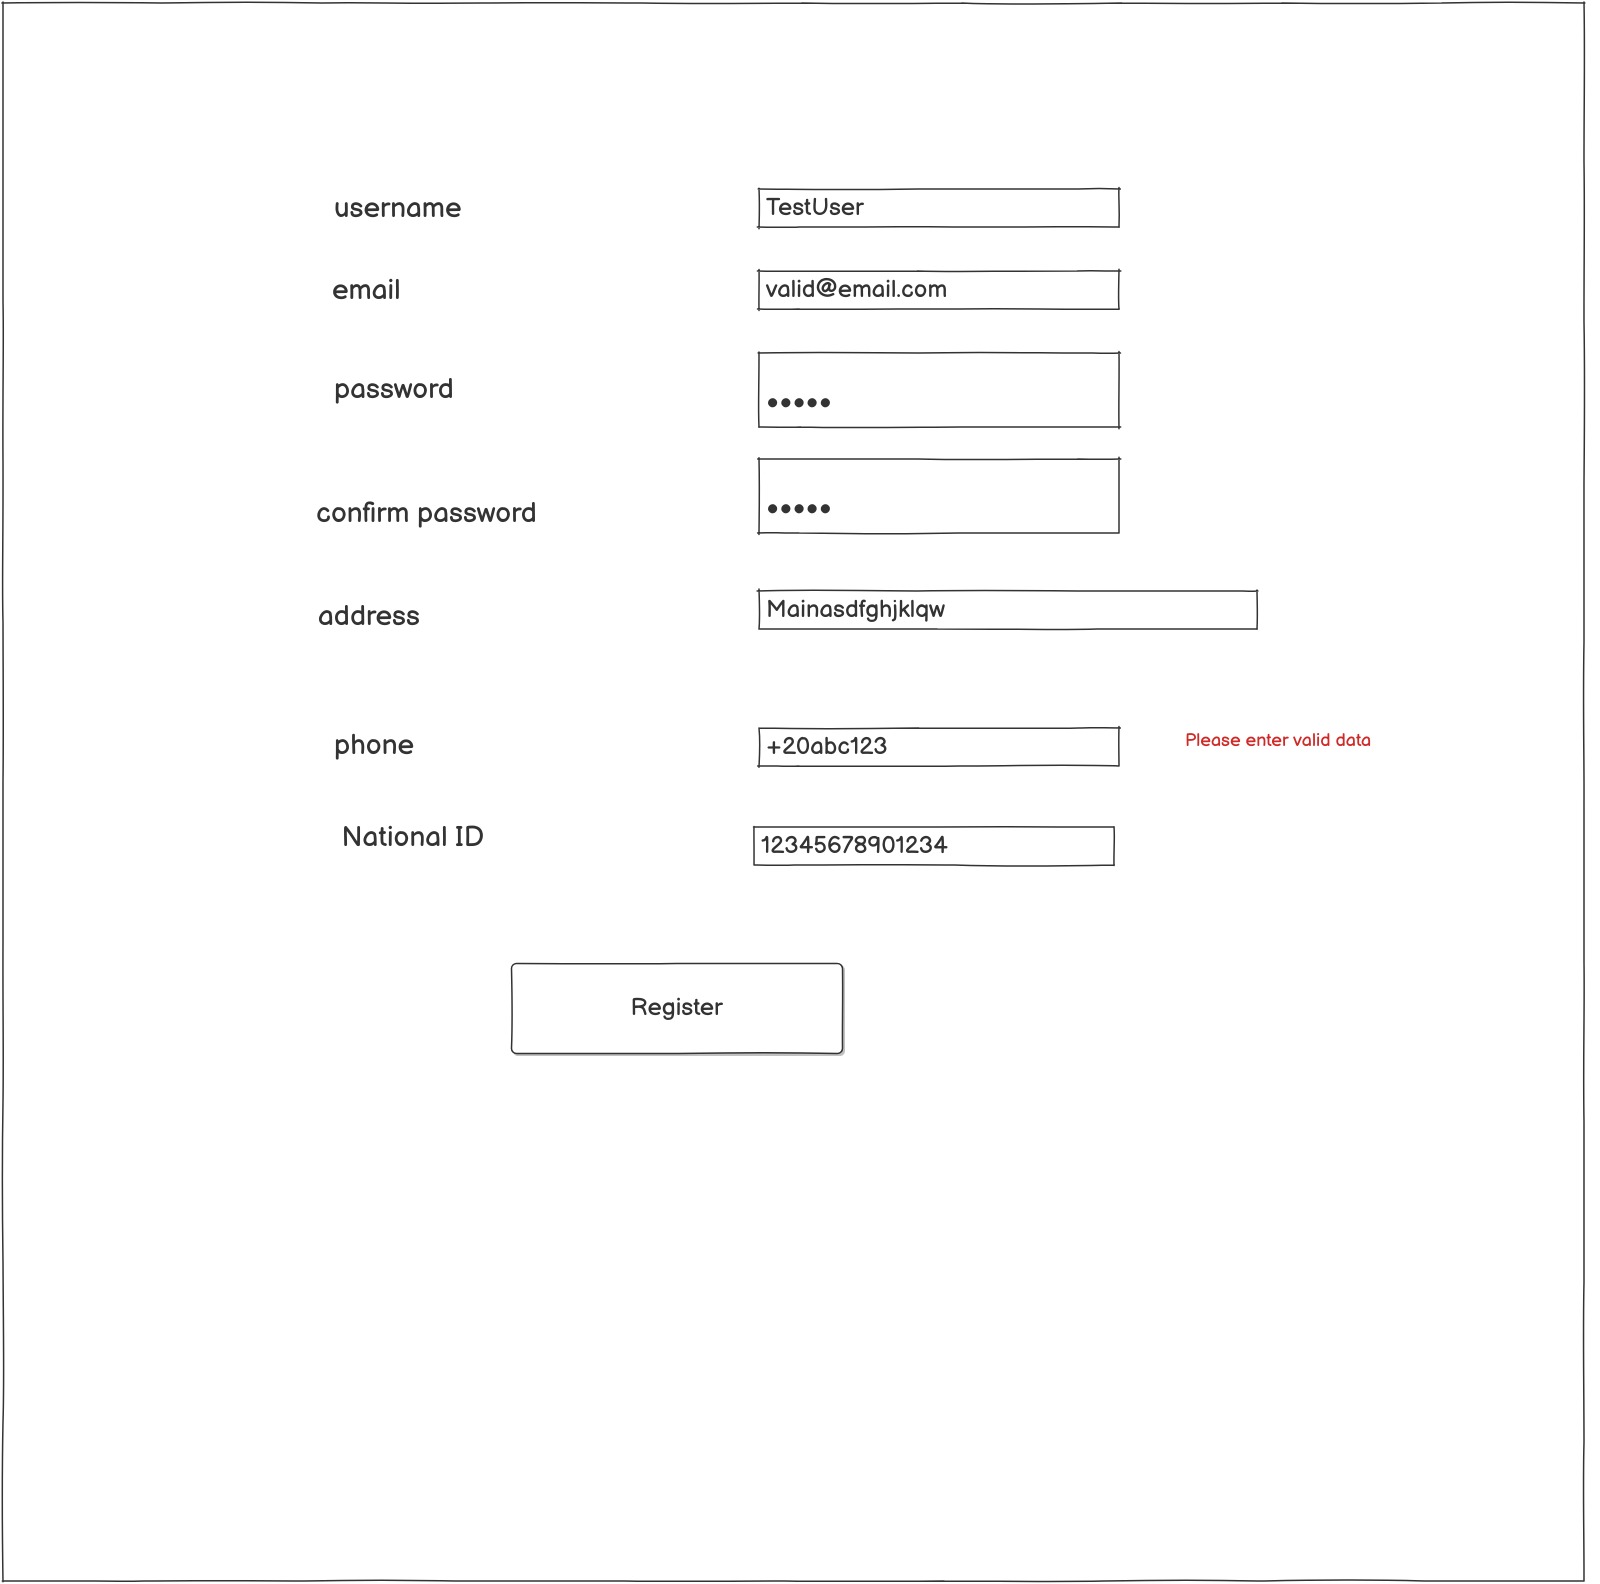 username
TestUser
email
valid@email.com
password
•••••
confirm password
•••••
address
Mainasdfghjklqw
phone
+20abc123
Please enter valid data
National ID
12345678901234
Register